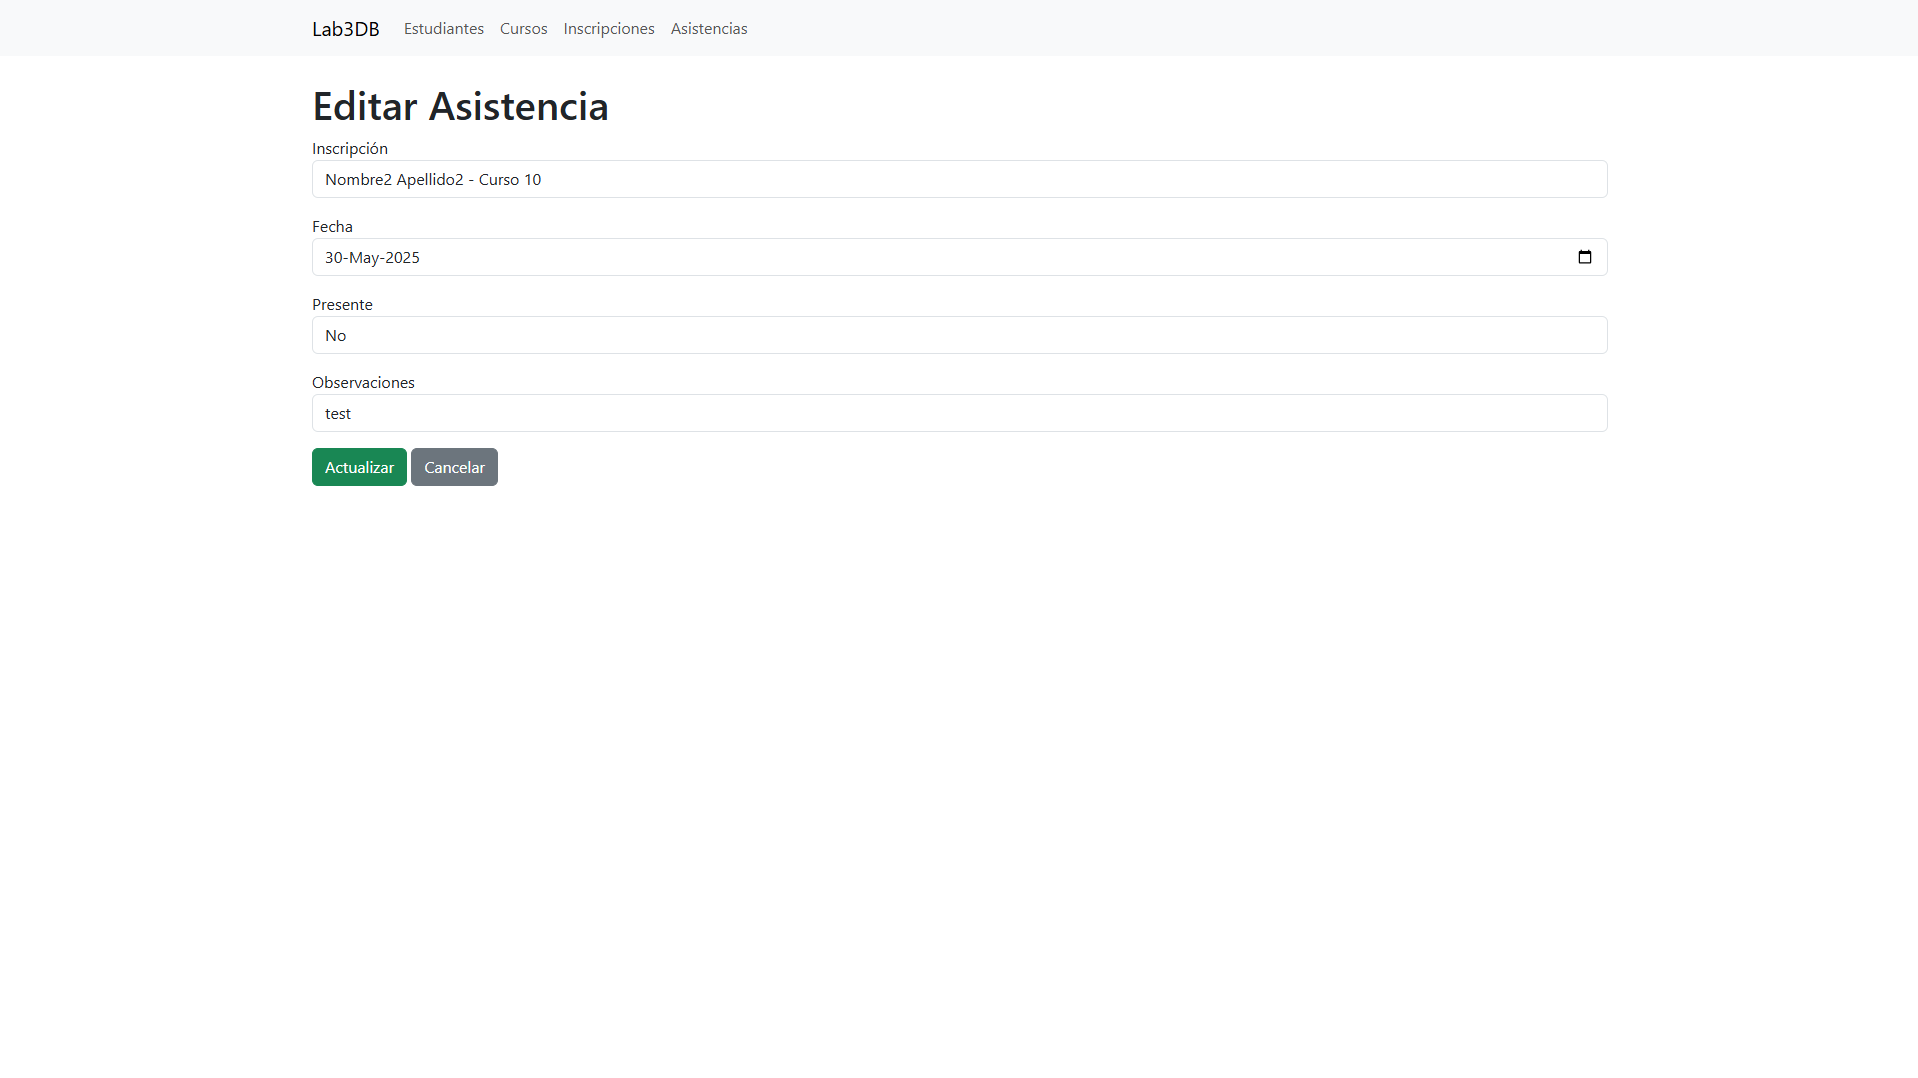 Lab3DB Estudiantes Cursos Inscripciones Asistencias
Editar Asistencia
Inscripción
Nombre2 Apellido2 - Curso 10
Fecha
30-May-2025
Presente
No
Observaciones
test
Actualizar Cancelar